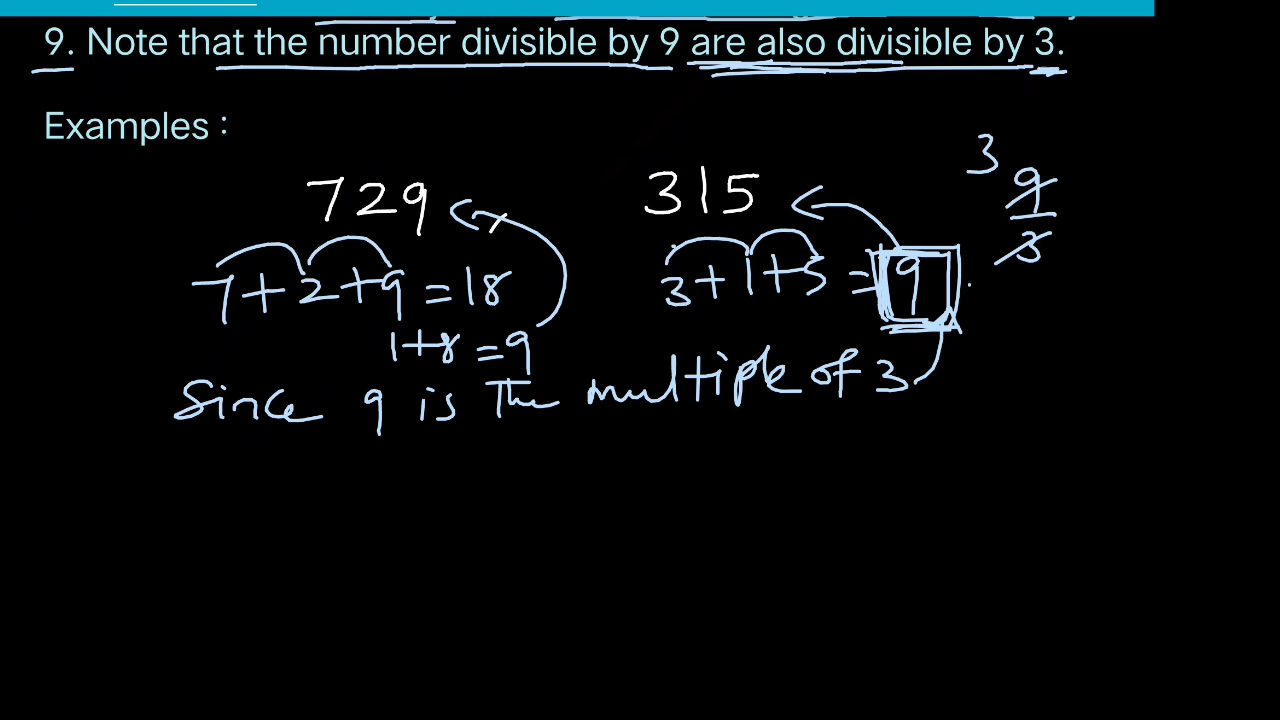 9. Note that the number divisible by 9 are also divisible by 3.
Examples :
729 315 3 9/3
7+2+9=18 3+1+5=9
1+8=9
Since 9 is The multiple of 3